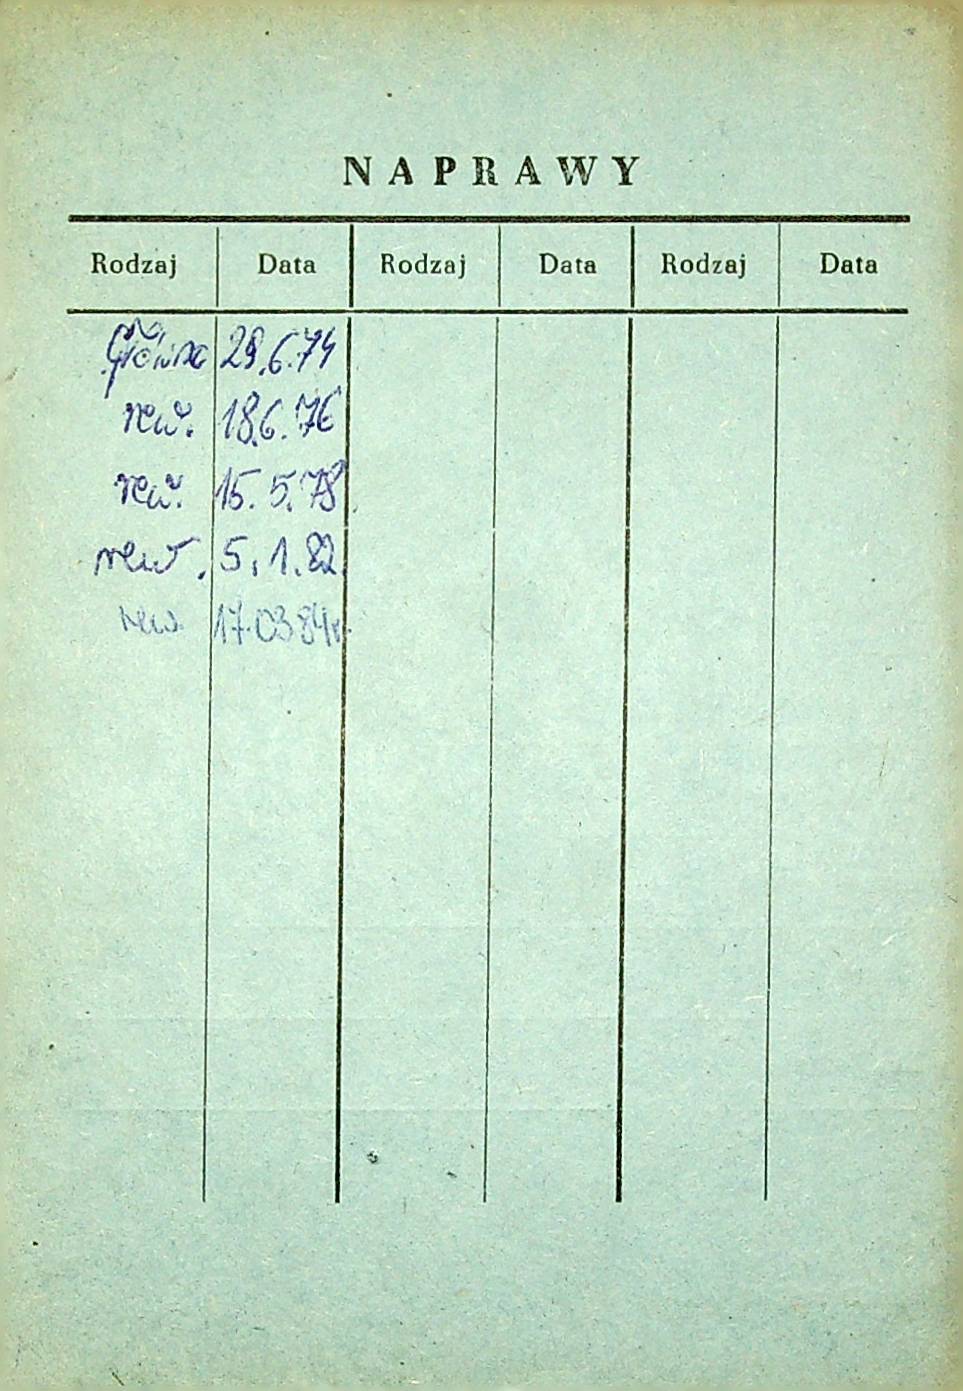 NAPRAWY
Rodzaj Data Rodzaj Data Rodzaj Data
Główna 29.6.74
rew. 18.6.76
rew. 15.5.78
rew. 5.1.82.
rew. 17.03 84r.